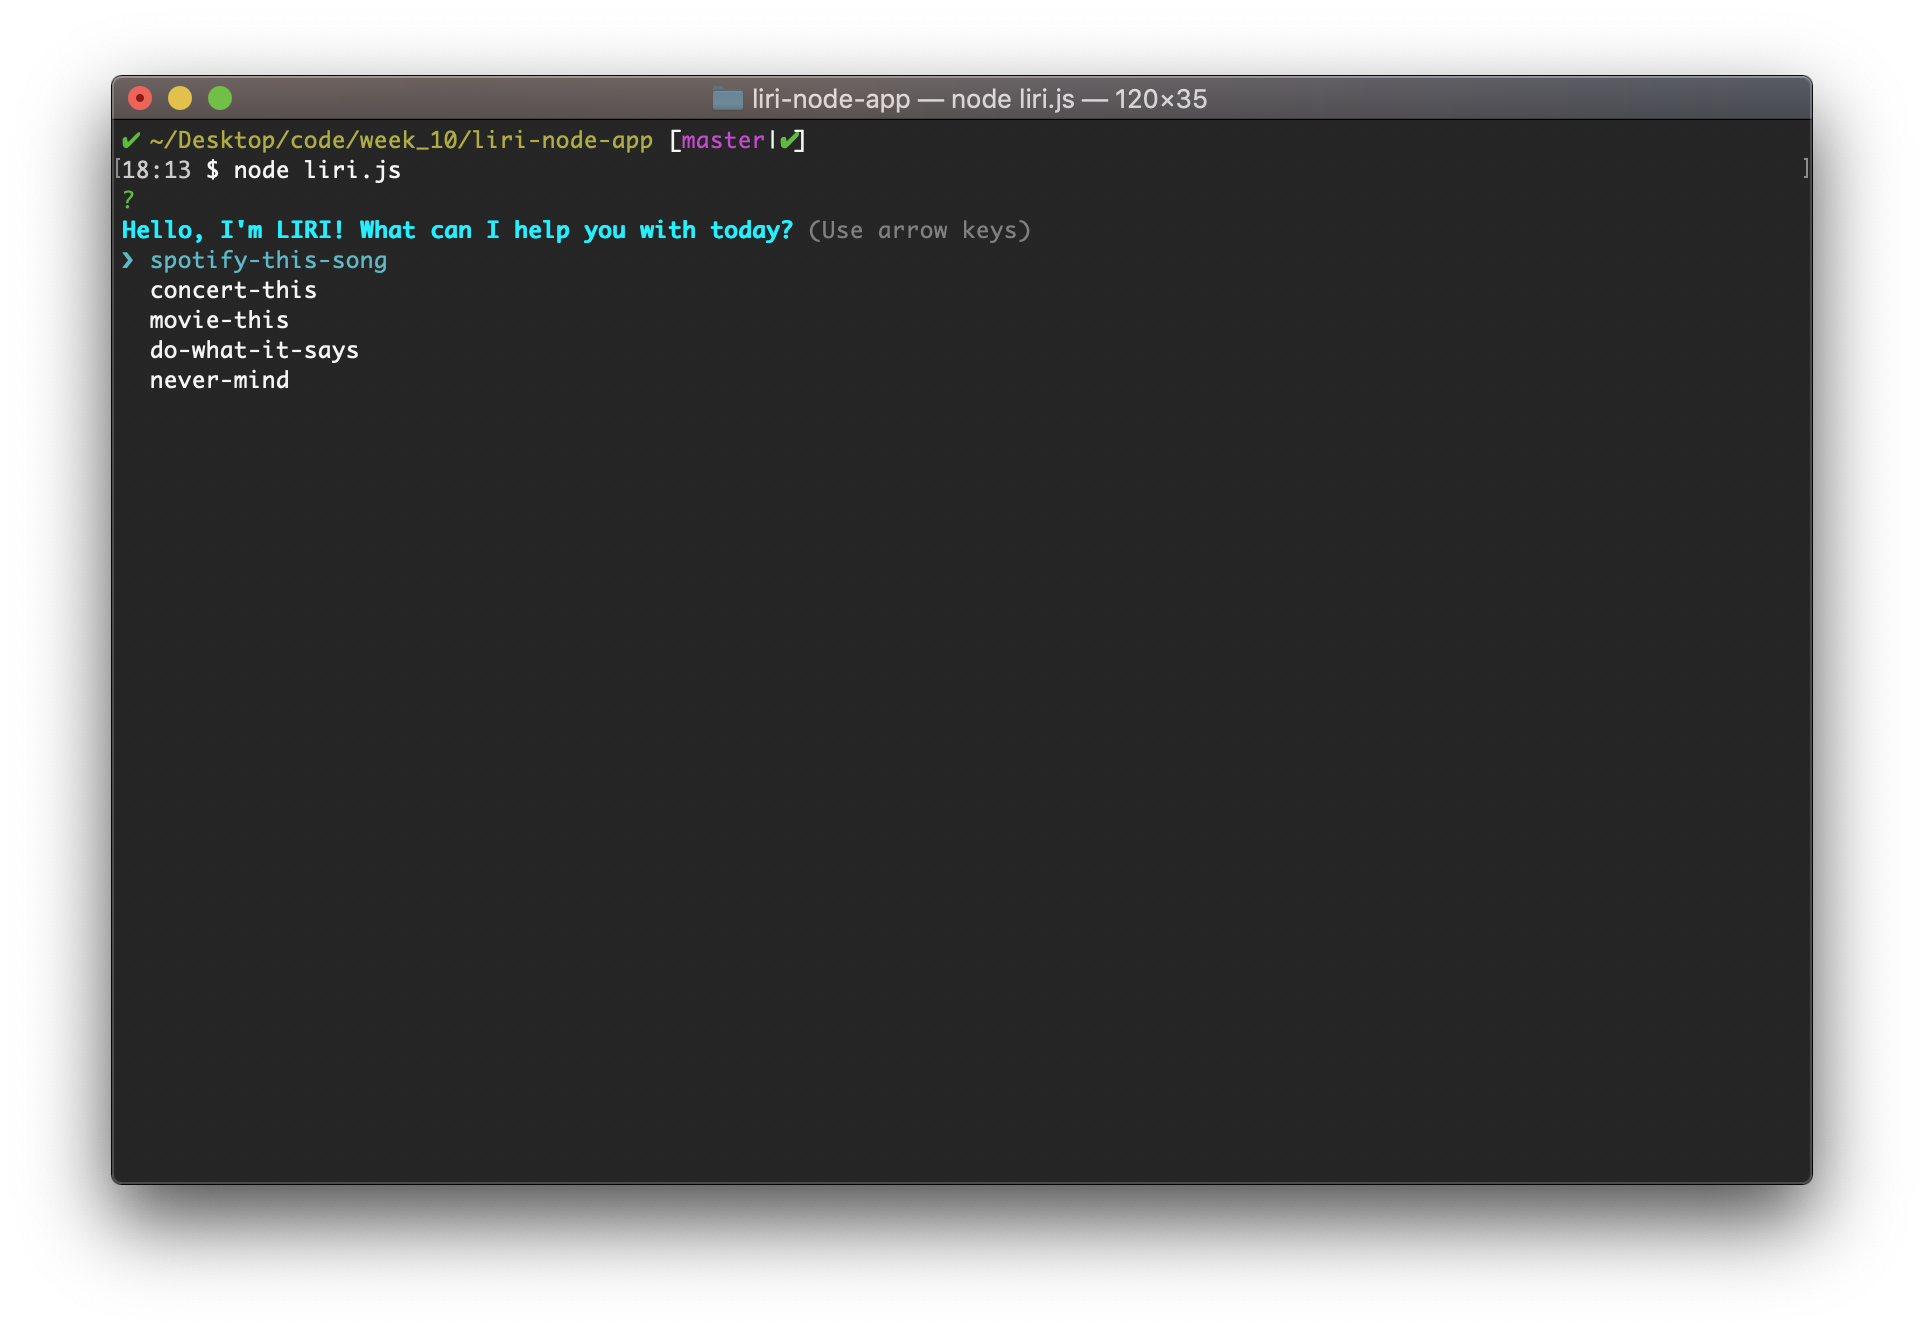 liri-node-app — node liri.js — 120×35
✔ ~/Desktop/code/week_10/liri-node-app [master|✔]
[18:13 $ node liri.js ]
?
Hello, I'm LIRI! What can I help you with today? (Use arrow keys)
❯ spotify-this-song
concert-this
movie-this
do-what-it-says
never-mind